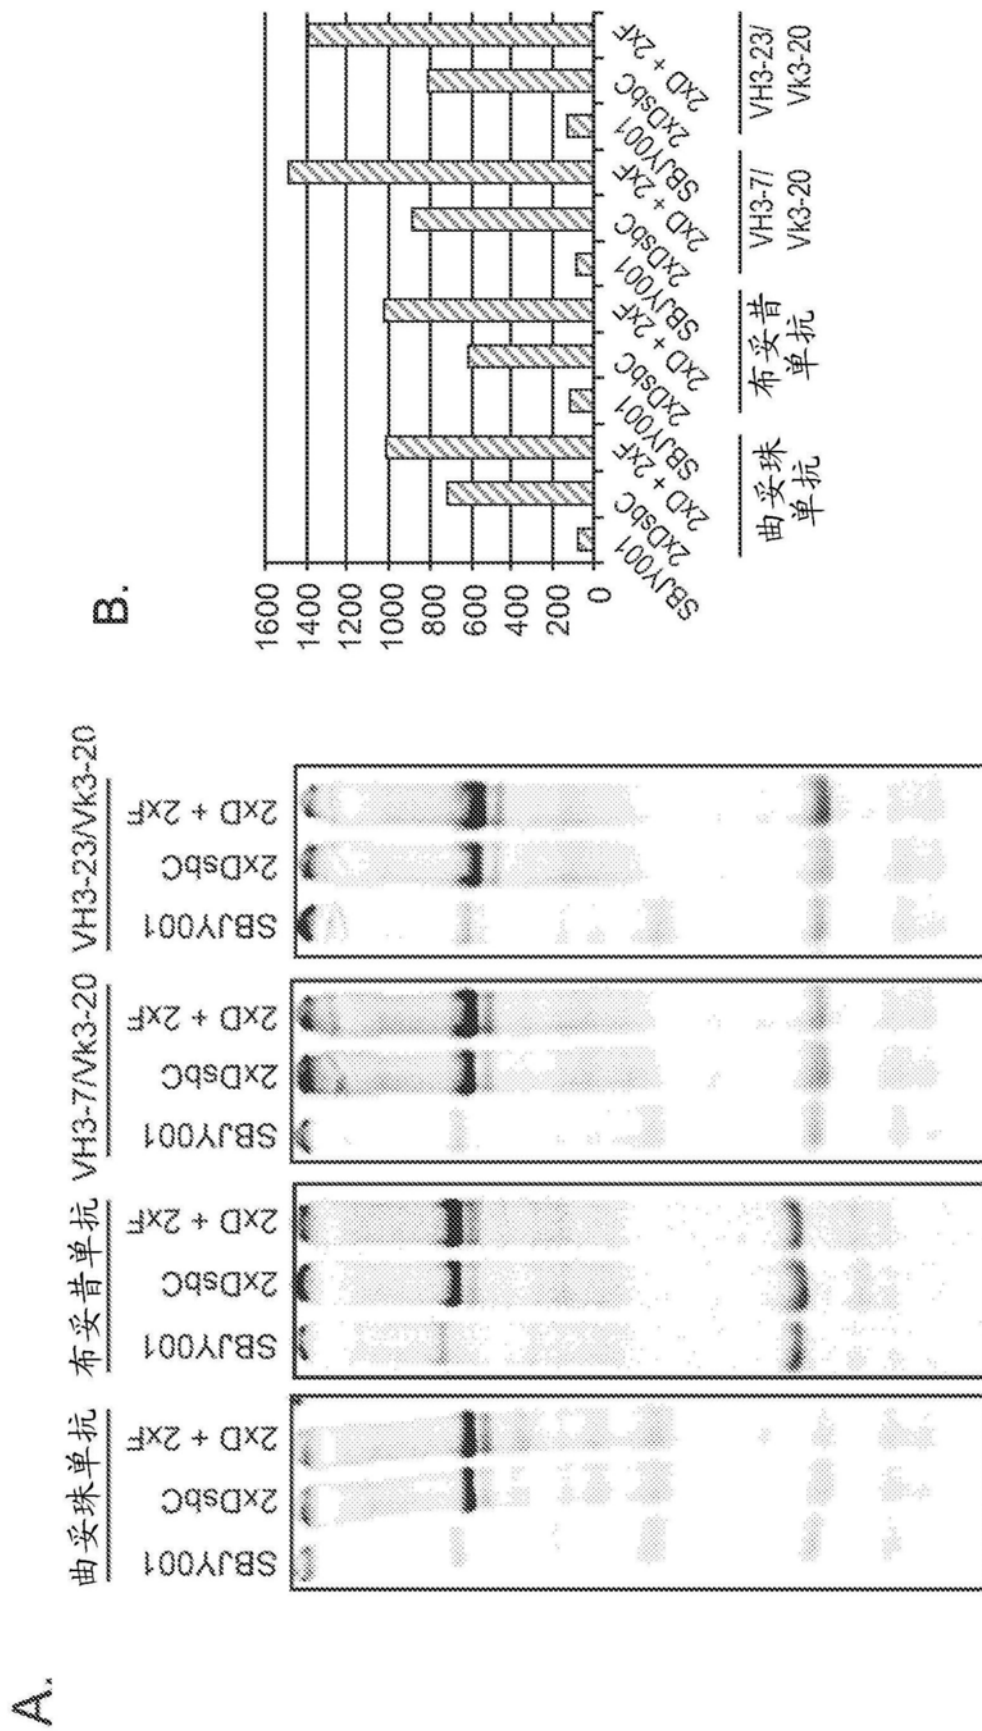 A.
曲妥珠单抗
布妥昔单抗
VH3-7/Vk3-20
VH3-23/Vk3-20
SBJY001
2xDsbC
2xD + 2xF
SBJY001
2xDsbC
2xD + 2xF
SBJY001
2xDsbC
2xD + 2xF
SBJY001
2xDsbC
2xD + 2xF
B.
1600
1400
1200
1000
800
600
400
200
0
SBJY001
2xDsbC
2xD + 2xF
SBJY001
2xDsbC
2xD + 2xF
SBJY001
2xDsbC
2xD + 2xF
SBJY001
2xDsbC
2xD + 2xF
曲妥珠
单抗
布妥昔
单抗
VH3-7/
Vk3-20
VH3-23/
Vk3-20